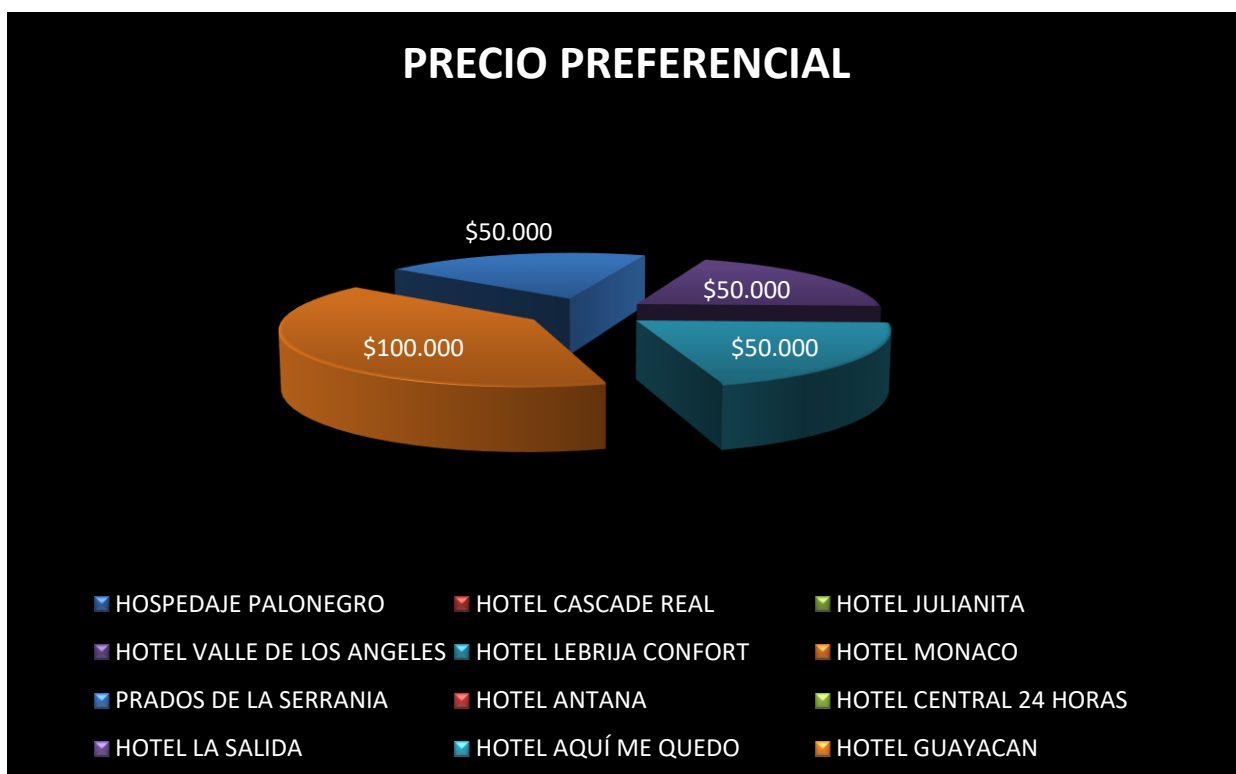 PRECIO PREFERENCIAL
$50.000
$50.000
$100.000
$50.000
HOSPEDAJE PALONEGRO
HOTEL CASCADE REAL
HOTEL JULIANITA
HOTEL VALLE DE LOS ANGELES
HOTEL LEBRIJA CONFORT
HOTEL MONACO
PRADOS DE LA SERRANIA
HOTEL ANTANA
HOTEL CENTRAL 24 HORAS
HOTEL LA SALIDA
HOTEL AQUÍ ME QUEDO
HOTEL GUAYACAN